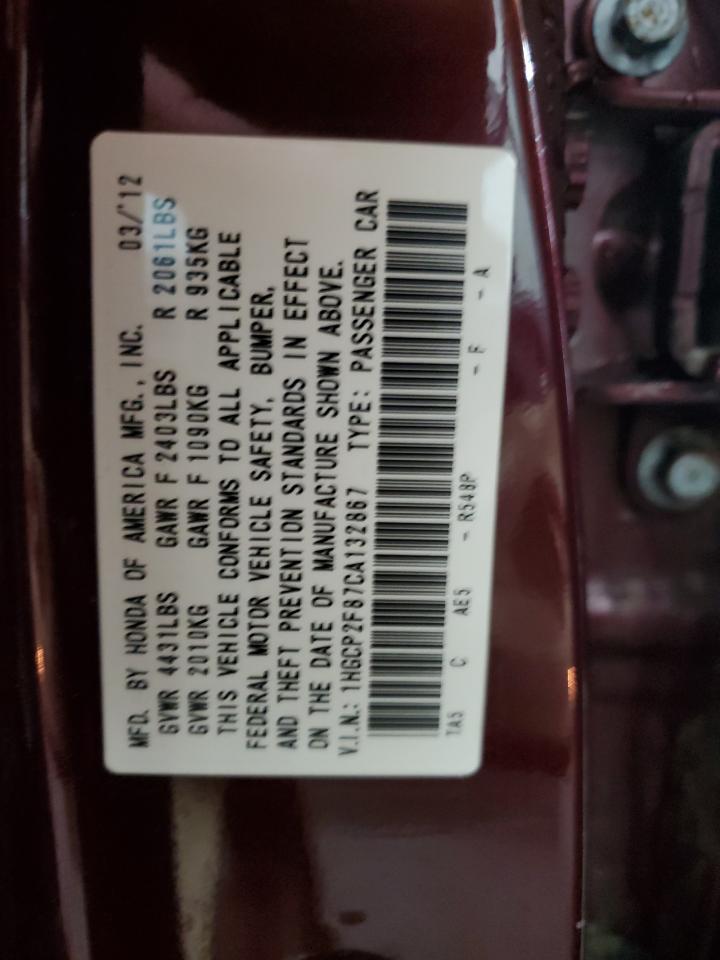 MFD. BY HONDA OF AMERICA MFG., INC. 03/'12
GVWR 4431LBS GAWR F 2403LBS R 2061LBS
GVWR 2010KG GAWR F 1090KG R 935KG
THIS VEHICLE CONFORMS TO ALL APPLICABLE
FEDERAL MOTOR VEHICLE SAFETY, BUMPER,
AND THEFT PREVENTION STANDARDS IN EFFECT
ON THE DATE OF MANUFACTURE SHOWN ABOVE.
V.I.N.: 1HGCP2F87CA132867 TYPE: PASSENGER CAR
TA5 C AE5 - R548P - F - A